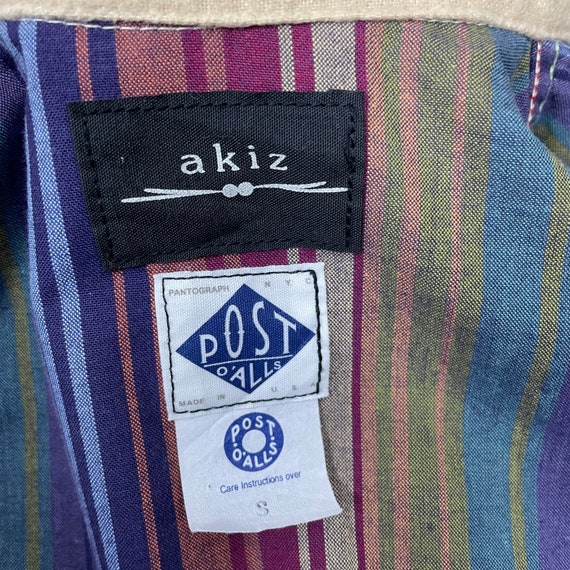 akiz
PANTOGRAPH N.Y.C.
POST
O'ALLS
MADE IN U.S.A.
POST
O'ALLS
Care Instructions over
S